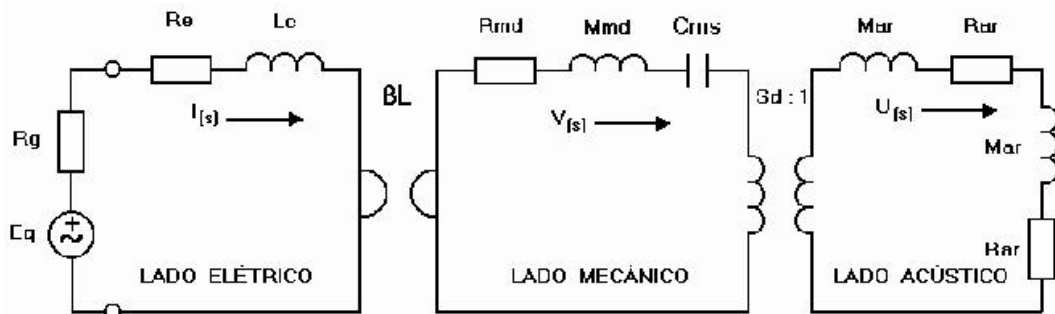 Re
Lc
Rmd
Mmd
Cms
Mar
Rar
BL
Sd : 1
I(s)
V(s)
U(s)
Rg
Mar
Eg
Rar
LADO ELÉTRICO
LADO MECÂNICO
LADO ACÚSTICO